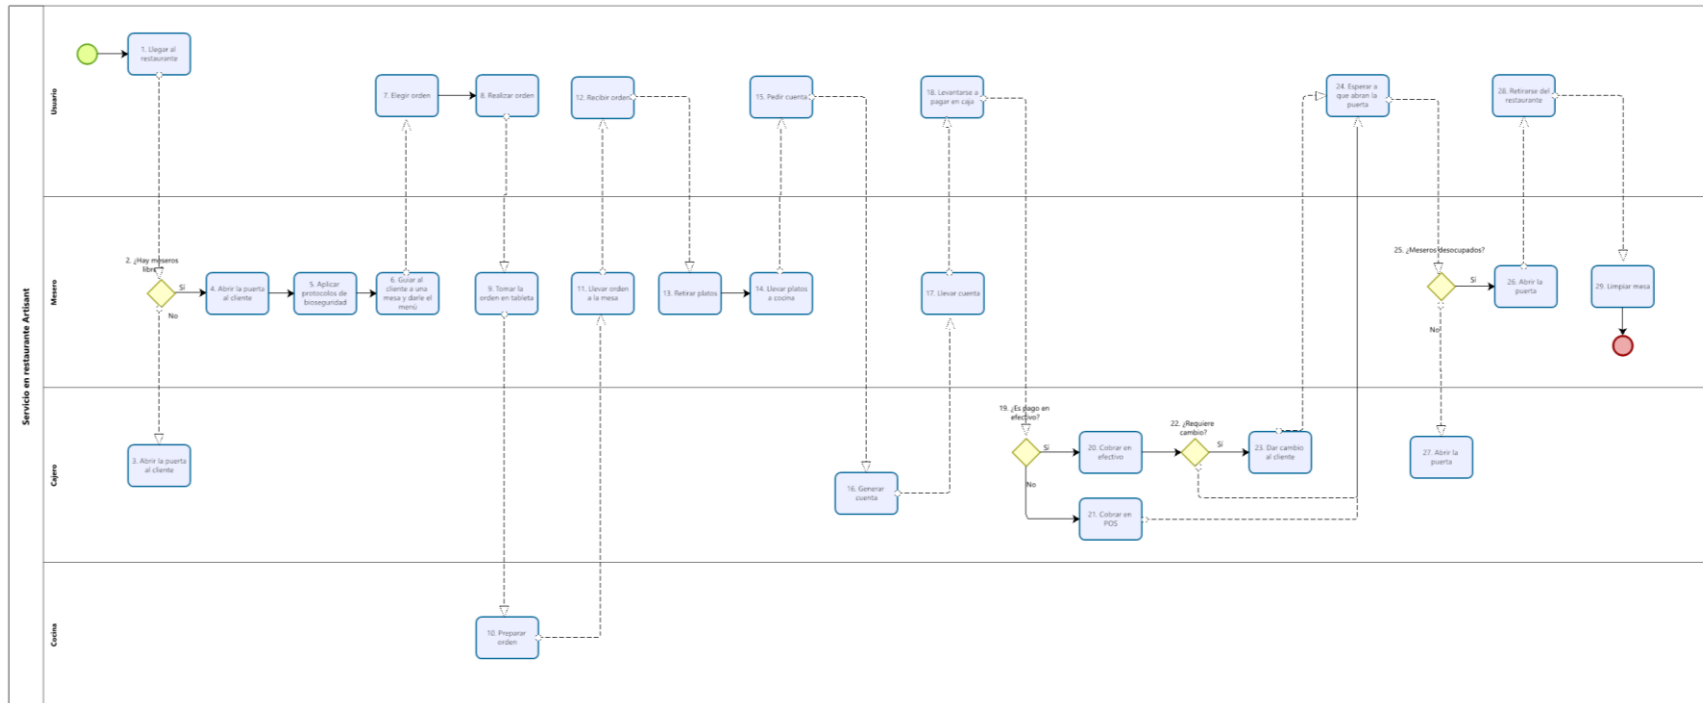 Servicio en restaurante Artisant
Usuario
1. Llegar al
restaurante
7. Elegir orden
8. Realizar orden
12. Recibir orden
15. Pedir cuenta
18. Levantarse a
pagar en caja
24. Esperar a
que abran la
puerta
28. Retirarse del
restaurante
Mesero
2. ¿Hay meseros
libres?
Sí
No
4. Abrir la puerta
al cliente
5. Aplicar
protocolos de
bioseguridad
6. Guiar al
cliente a una
mesa y darle el
menú
9. Tomar la
orden en tableta
11. Llevar orden
a la mesa
13. Retirar platos
14. Llevar platos
a cocina
17. Llevar cuenta
25. ¿Meseros desocupados?
Sí
No
26. Abrir la
puerta
29. Limpiar mesa
Cajero
3. Abrir la puerta
al cliente
16. Generar
cuenta
19. ¿Es pago en
efectivo?
Sí
No
20. Cobrar en
efectivo
21. Cobrar en
POS
22. ¿Requiere
cambio?
Sí
23. Dar cambio
al cliente
27. Abrir la
puerta
Cocina
10. Preparar
orden